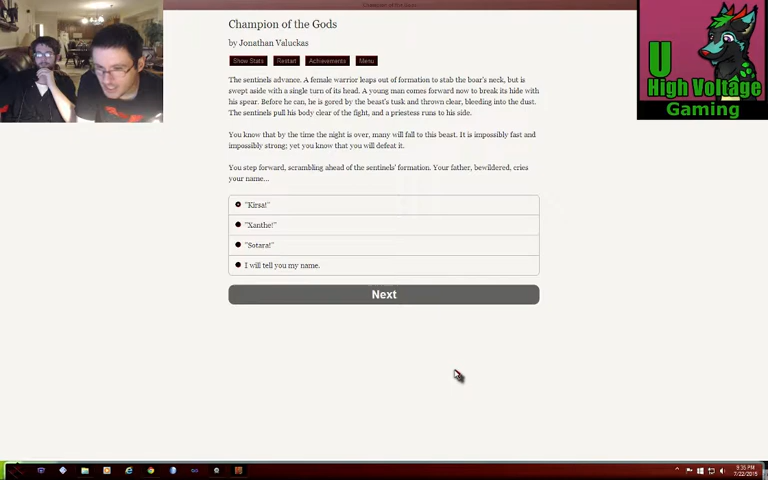 Champion of the Gods
by Jonathan Valuckas
Show Stats Restart Achievements Menu
The sentinels advance. A female warrior leaps out of formation to stab the boar's neck, but is
swept aside with a single turn of its head. A young man comes forward now to break its hide with
his spear. Before he can, he is gored by the beast's tusk and thrown clear, bleeding into the dust.
The sentinels pull his body clear of the fight, and a priestess runs to his side.
You know that by the time the night is over, many will fall to this beast. It is impossibly fast and
impossibly strong; yet you know that you will defeat it.
You step forward, scrambling ahead of the sentinels' formation. Your father, bewildered, cries
your name...
"Kirsa!"
"Xanthe!"
"Sotara!"
I will tell you my name.
Next
U
High Voltage
Gaming
9:35 PM
7/22/2015